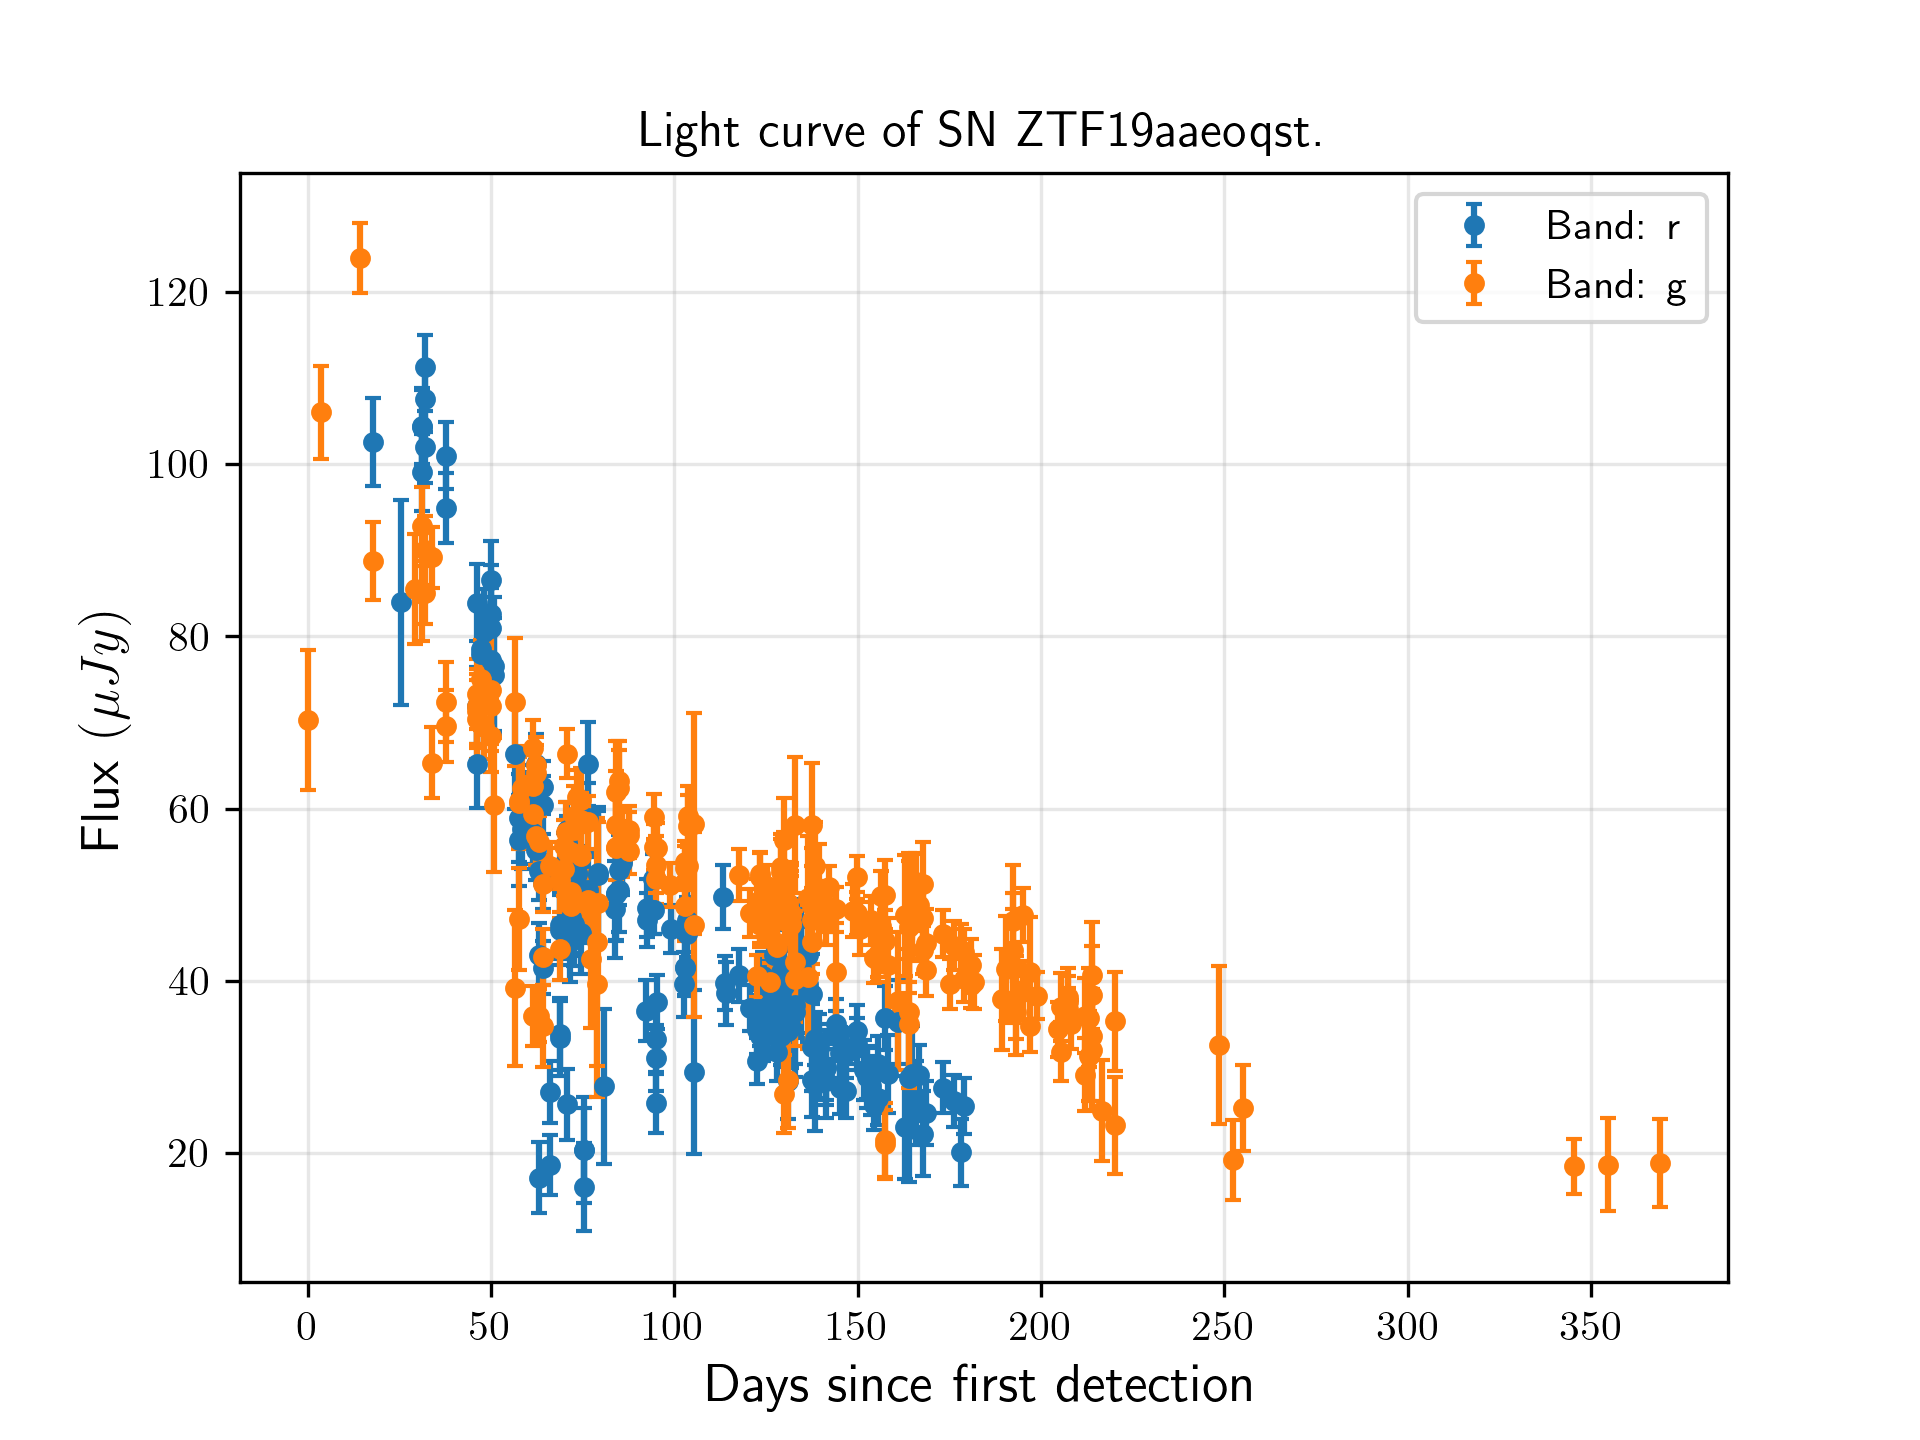 Light curve of SN ZTF19aaeoqst.
Band: r
Band: g
120
100
80
60
40
20
Flux (μJy)
0 50 100 150 200 250 300 350
Days since first detection